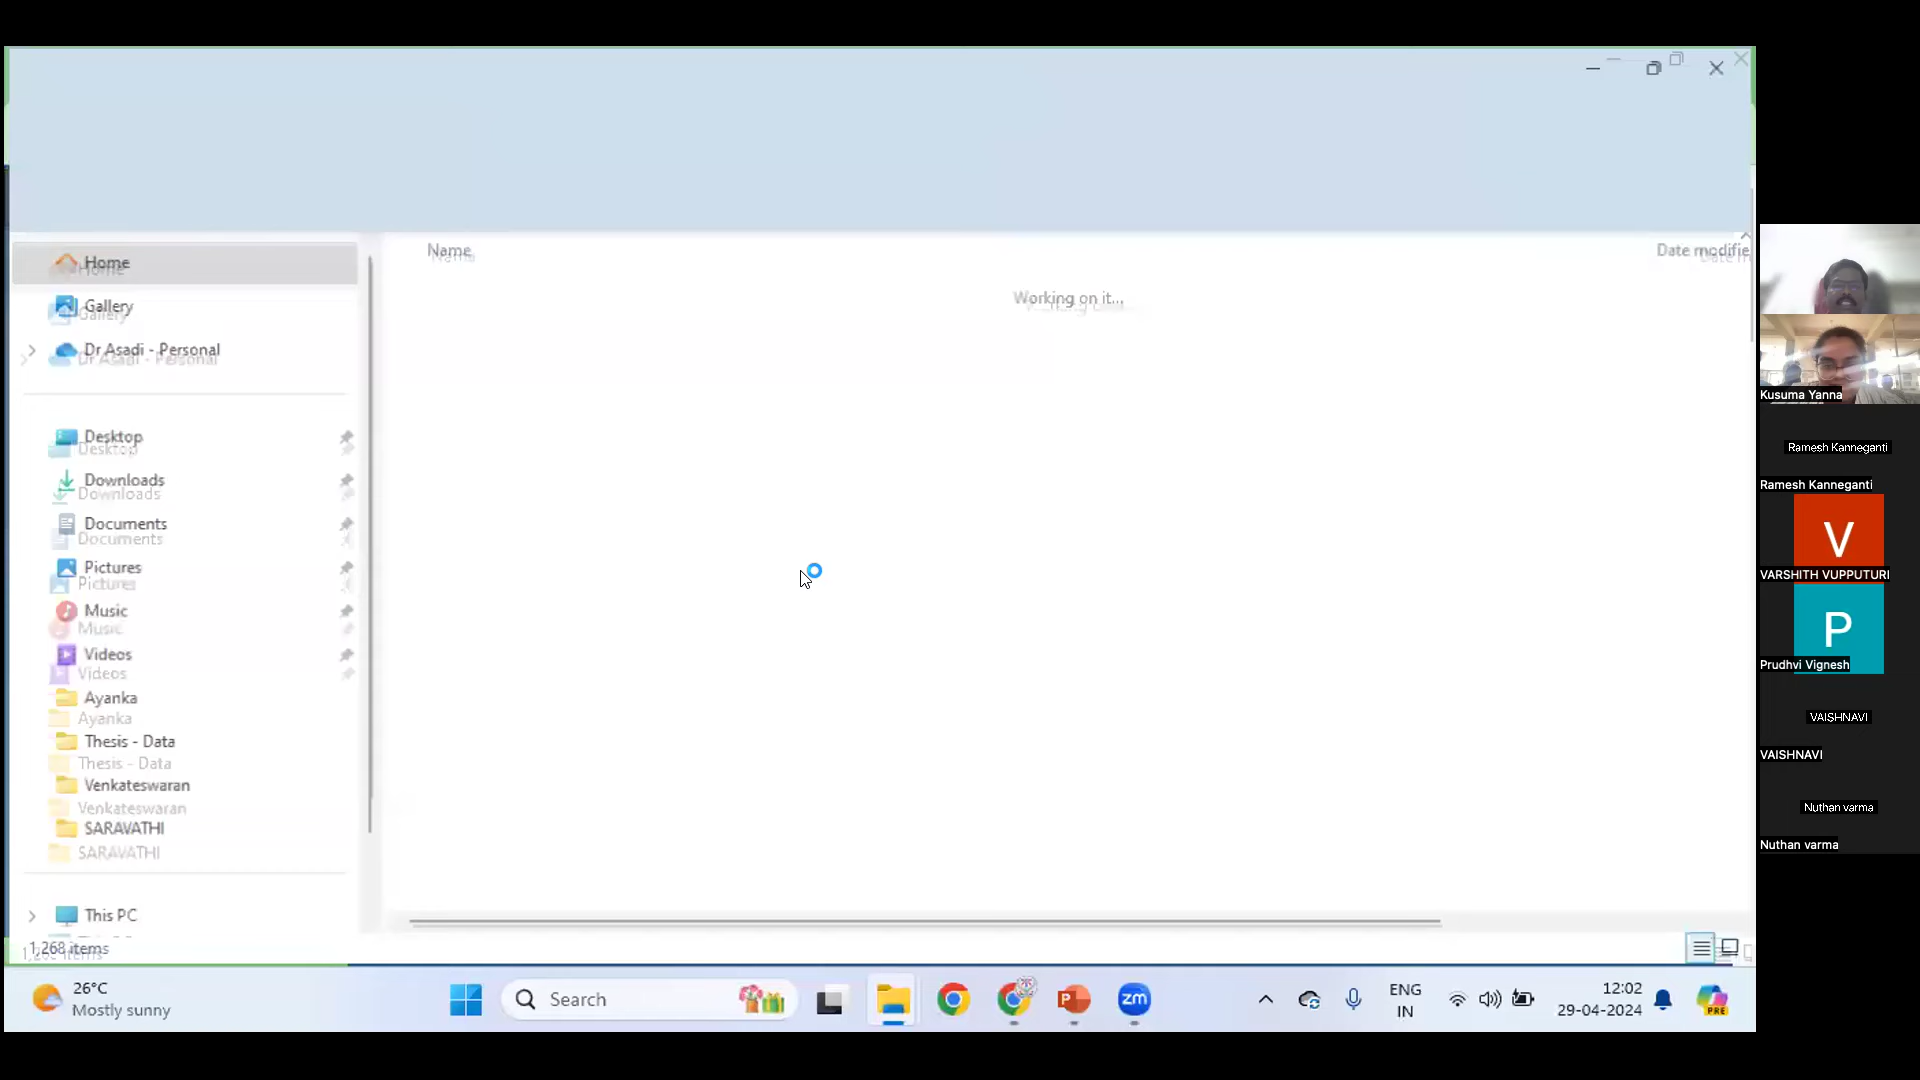 Name
Date modifie
Working on it...
Home
Gallery
Dr Asadi - Personal
Desktop
Downloads
Documents
Pictures
Music
Videos
Ayanka
Thesis - Data
Venkateswaran
SARAVATHI
This PC
1,268 items
26°C
Mostly sunny
Search
zm
ENG
IN
12:02
29-04-2024
PRE
Kusuma Yanna
Ramesh Kanneganti
Ramesh Kanneganti
V
VARSHITH VUPPUTURI
P
Prudhvi Vignesh
VAISHNAVI
VAISHNAVI
Nuthan varma
Nuthan varma